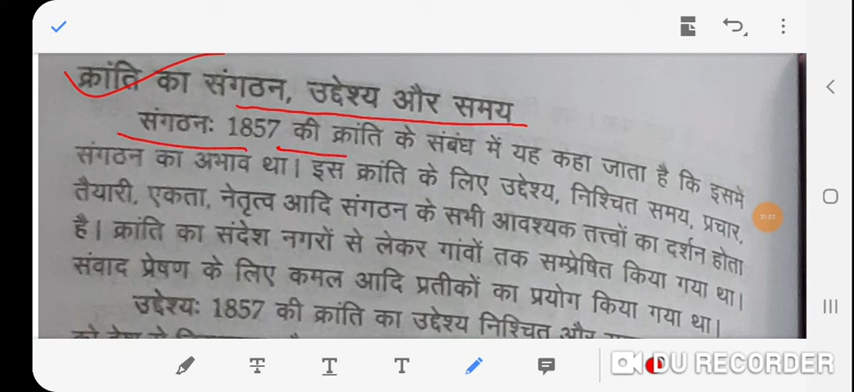 क्रांति का संगठन, उद्देश्य और समय
संगठनः 1857 की क्रांति के संबंध में यह कहा जाता है कि इसमें
संगठन का अभाव था। इस क्रांति के लिए उद्देश्य, निश्चित समय, प्रचार,
तैयारी, एकता, नेतृत्व आदि संगठन के सभी आवश्यक तत्त्वों का दर्शन होता
है। क्रांति का संदेश नगरों से लेकर गांवों तक सम्प्रेषित किया गया था।
संवाद प्रेषण के लिए कमल आदि प्रतीकों का प्रयोग किया गया था।
उद्देश्यः 1857 की क्रांति का उद्देश्य निश्चित और
को देश से
T T T
DU RECORDER